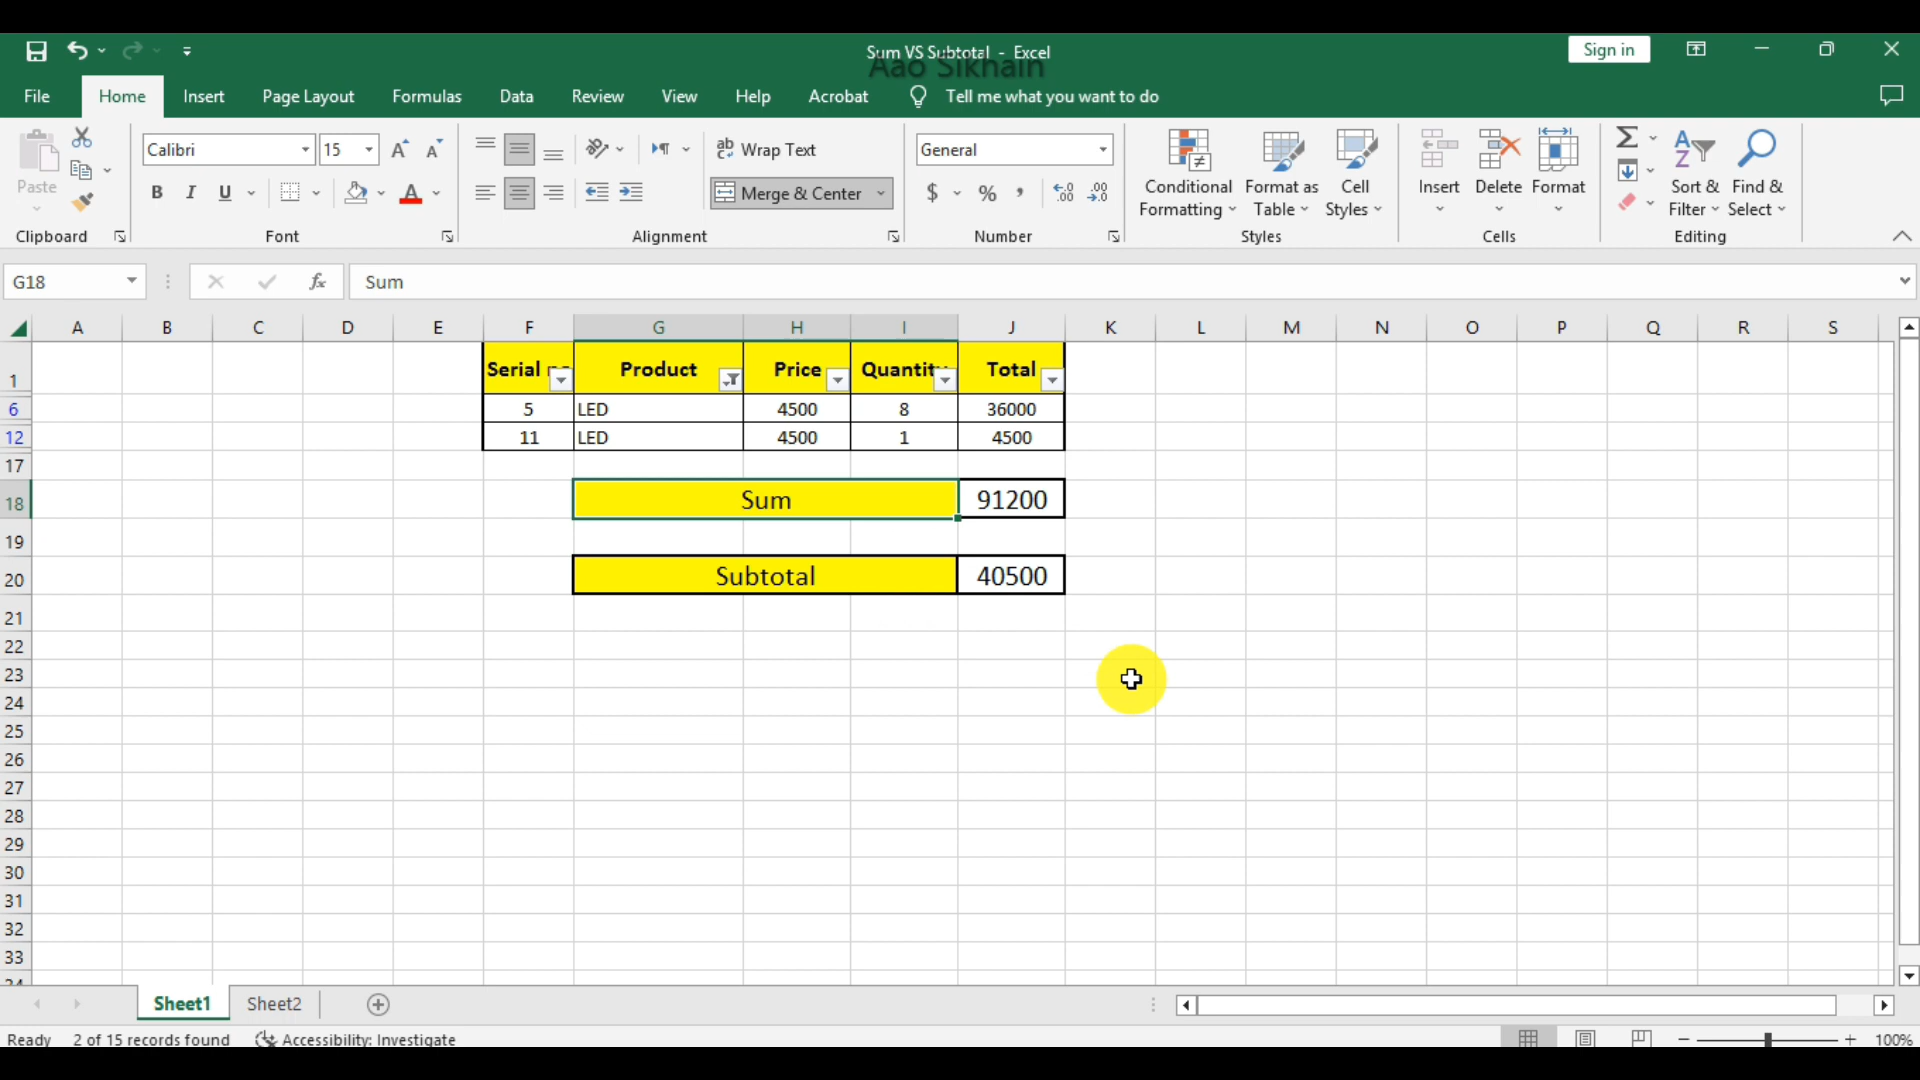 Sum VS Subtotal - Excel
Aao Sikhain
Sign in
File Home Insert Page Layout Formulas Data Review View Help Acrobat Tell me what you want to do
Paste
Calibri 15
Wrap Text
Merge & Center
General
Conditional Formatting
Format as Table
Cell Styles
Insert Delete Format
Sort & Filter
Find & Select
Clipboard Font Alignment Number Styles Cells Editing
G18 fx Sum
A B C D E F G H I J K L M N O P Q R S
1 Serial Product Price Quantity Total
6 5 LED 4500 8 36000
12 11 LED 4500 1 4500
17
18 Sum 91200
19
20 Subtotal 40500
21
22
23
24
25
26
27
28
29
30
31
32
33
34
Sheet1 Sheet2
Ready 2 of 15 records found Accessibility: Investigate 100%